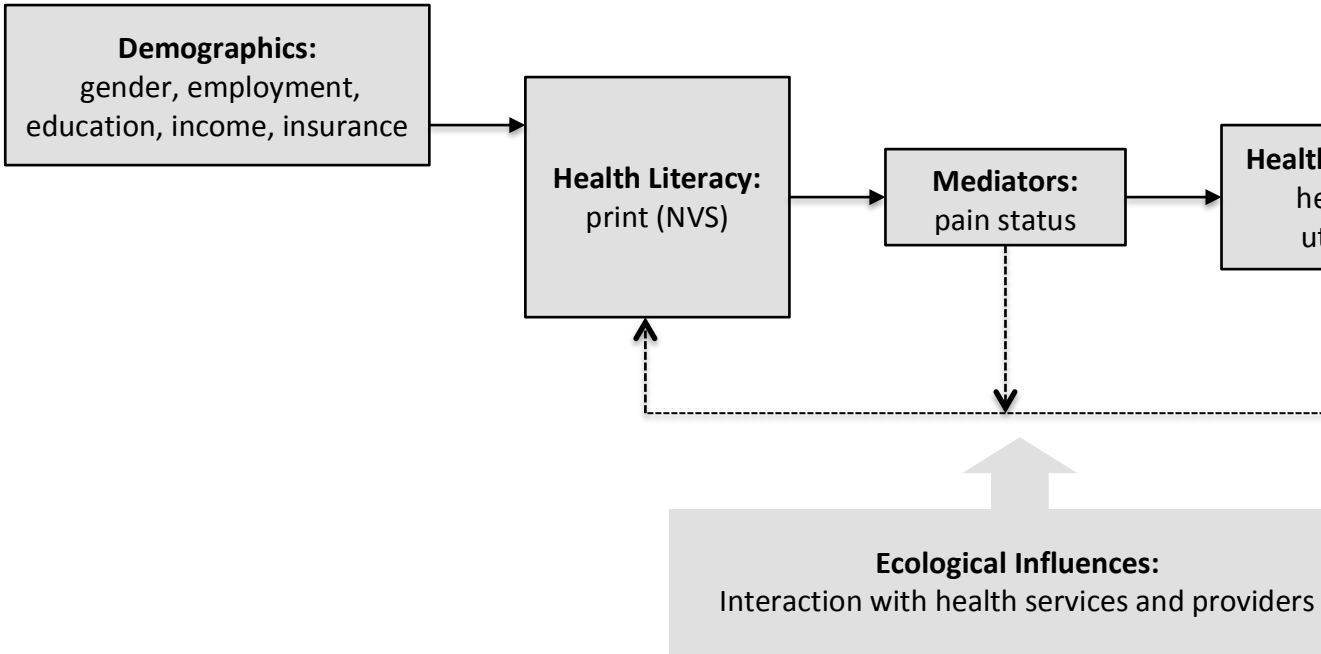 Demographics:
gender, employment,
education, income, insurance
Health Literacy:
print (NVS)
Mediators:
pain status
Health
Ecological Influences:
Interaction with health services and providers